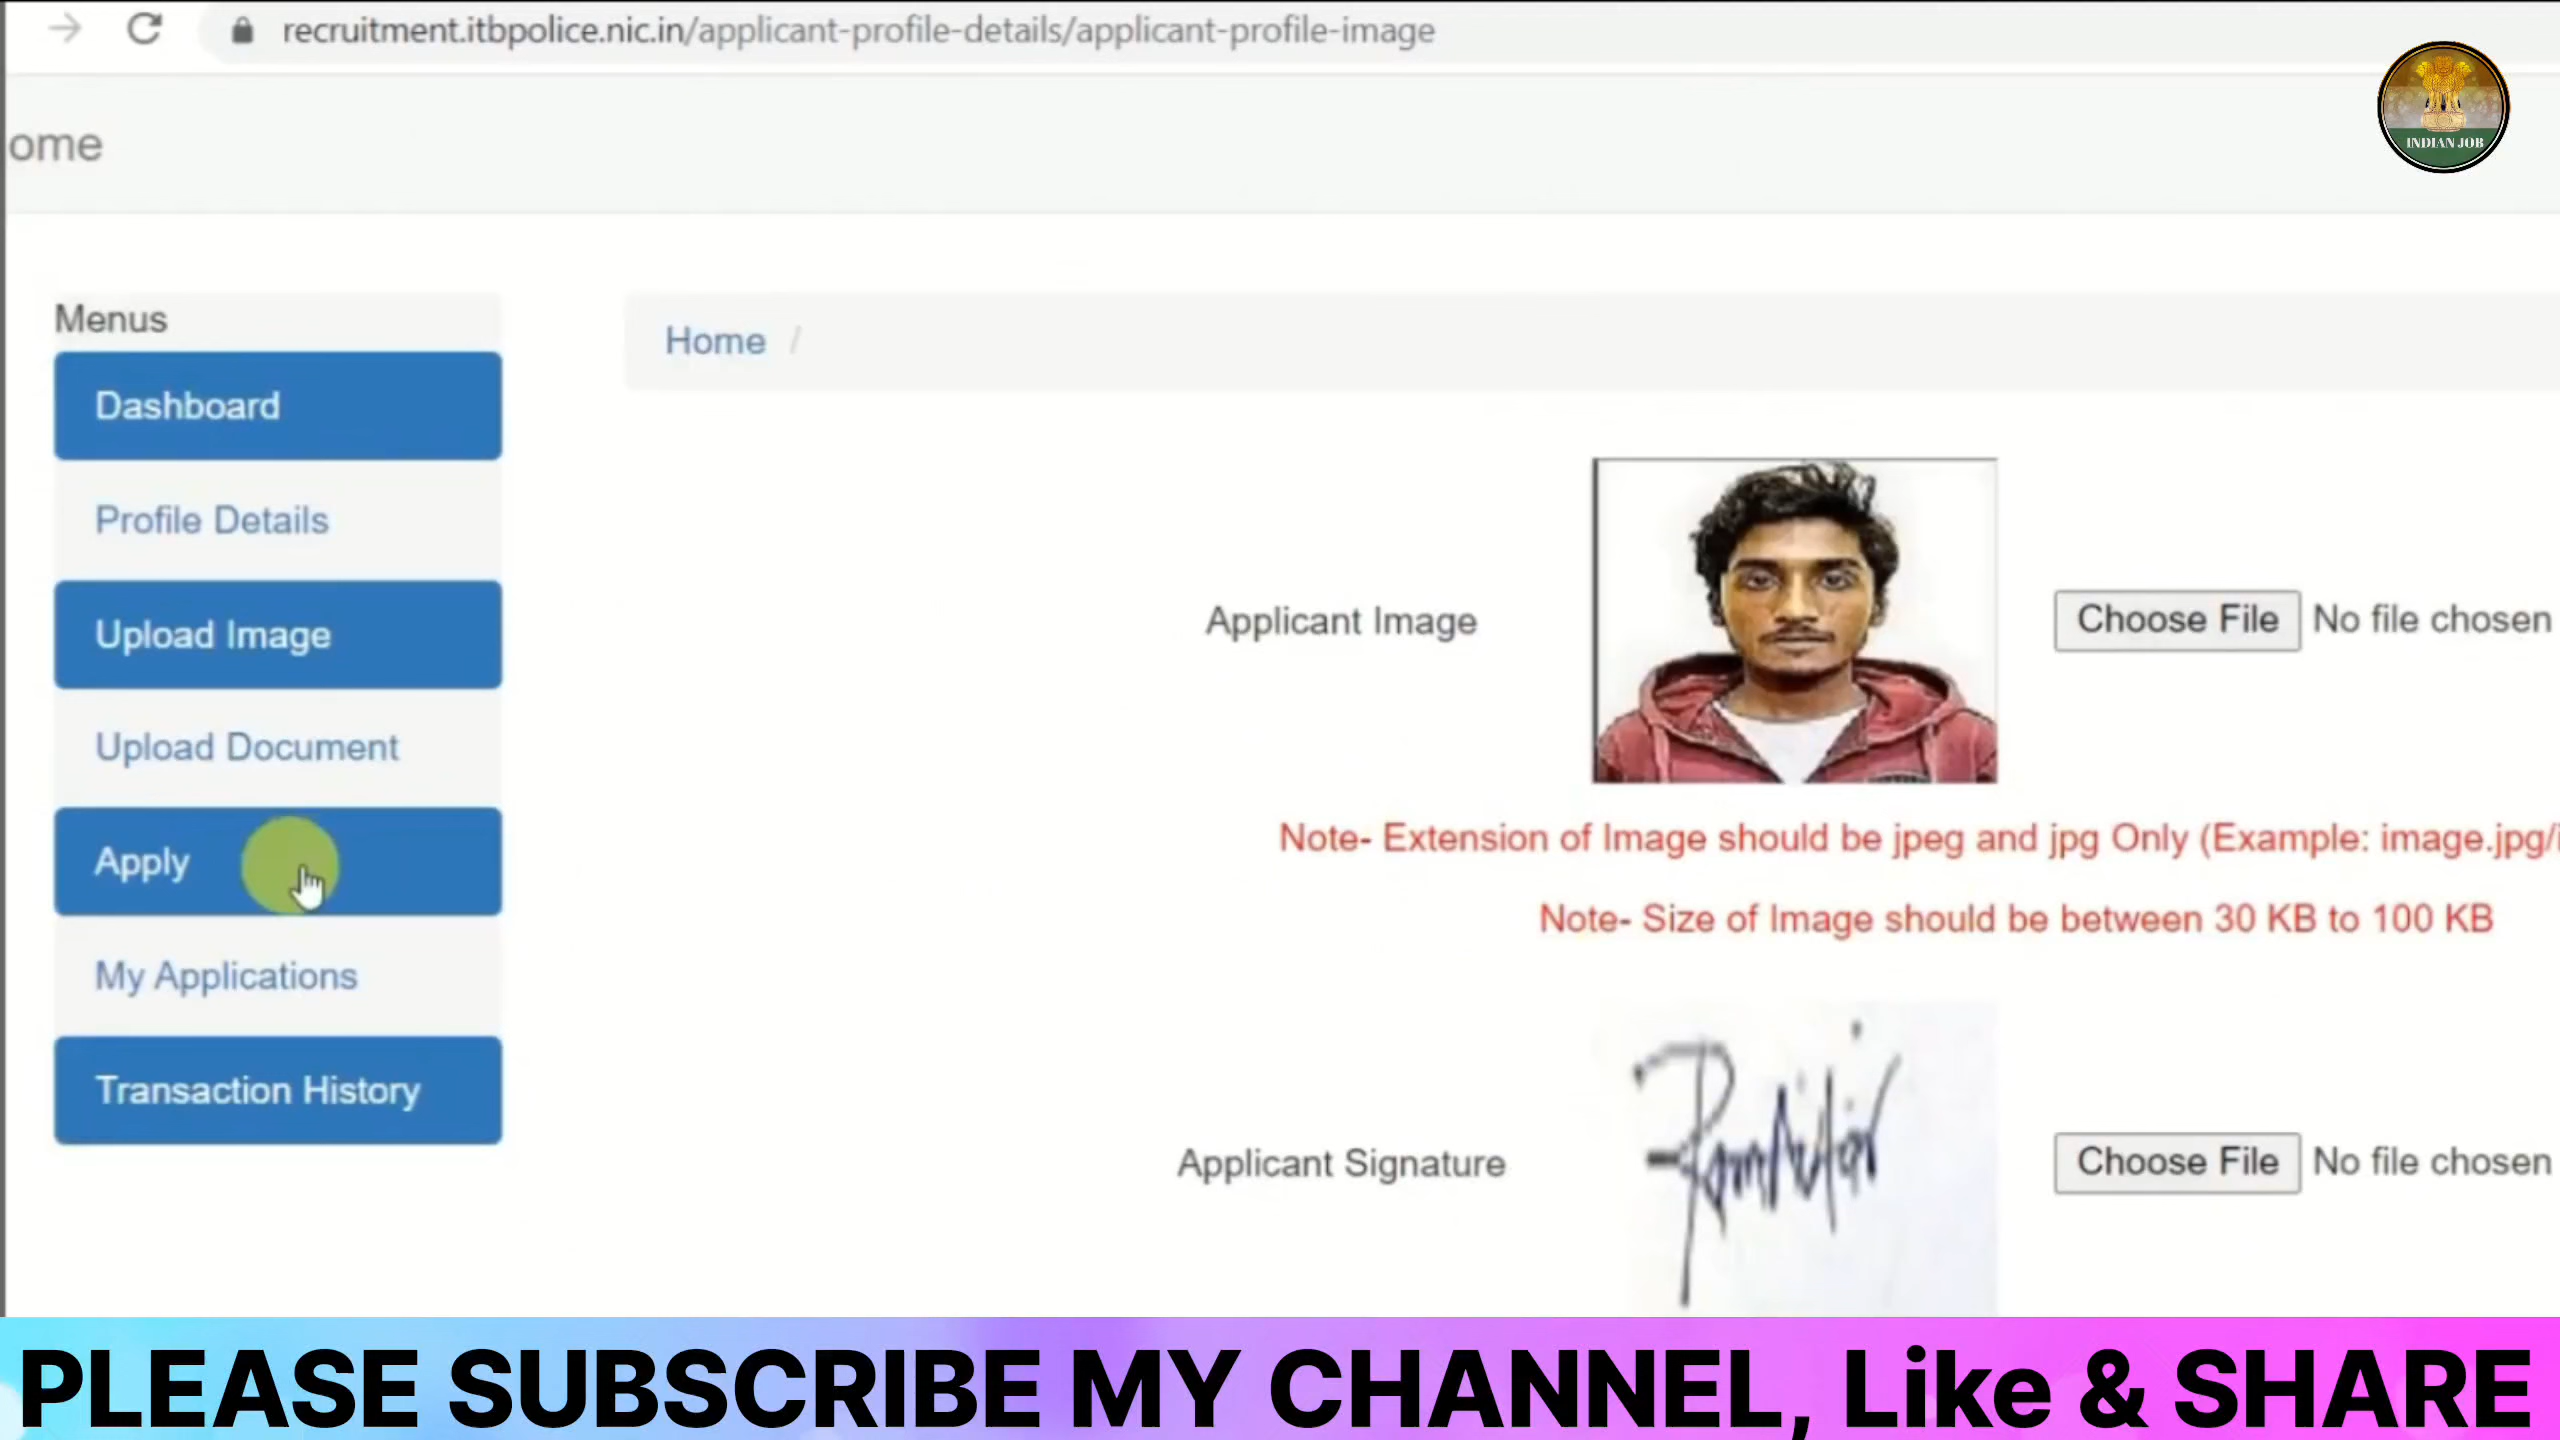 recruitment.itbpolice.nic.in/applicant-profile-details/applicant-profile-image
INDIAN JOB
ome
Menus
Dashboard
Profile Details
Upload Image
Upload Document
Apply
My Applications
Transaction History
Home /
Applicant Image
Choose File No file chosen
Note- Extension of Image should be jpeg and jpg Only (Example: image.jpg/i
Note- Size of Image should be between 30 KB to 100 KB
Applicant Signature
Choose File No file chosen
PLEASE SUBSCRIBE MY CHANNEL, Like & SHARE